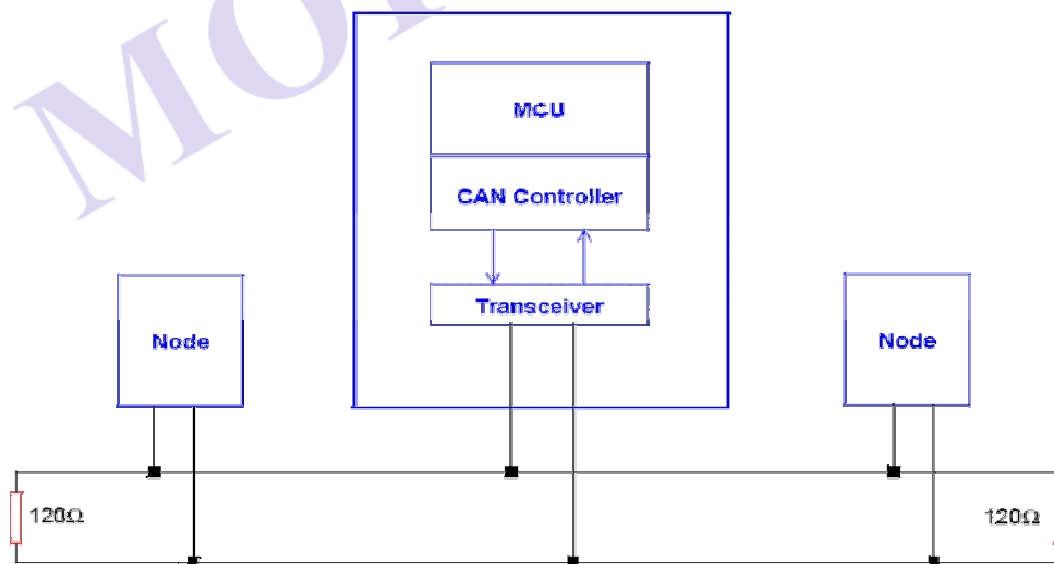 MCU
CAN Controller
Transceiver
Node
Node
120Ω
120Ω